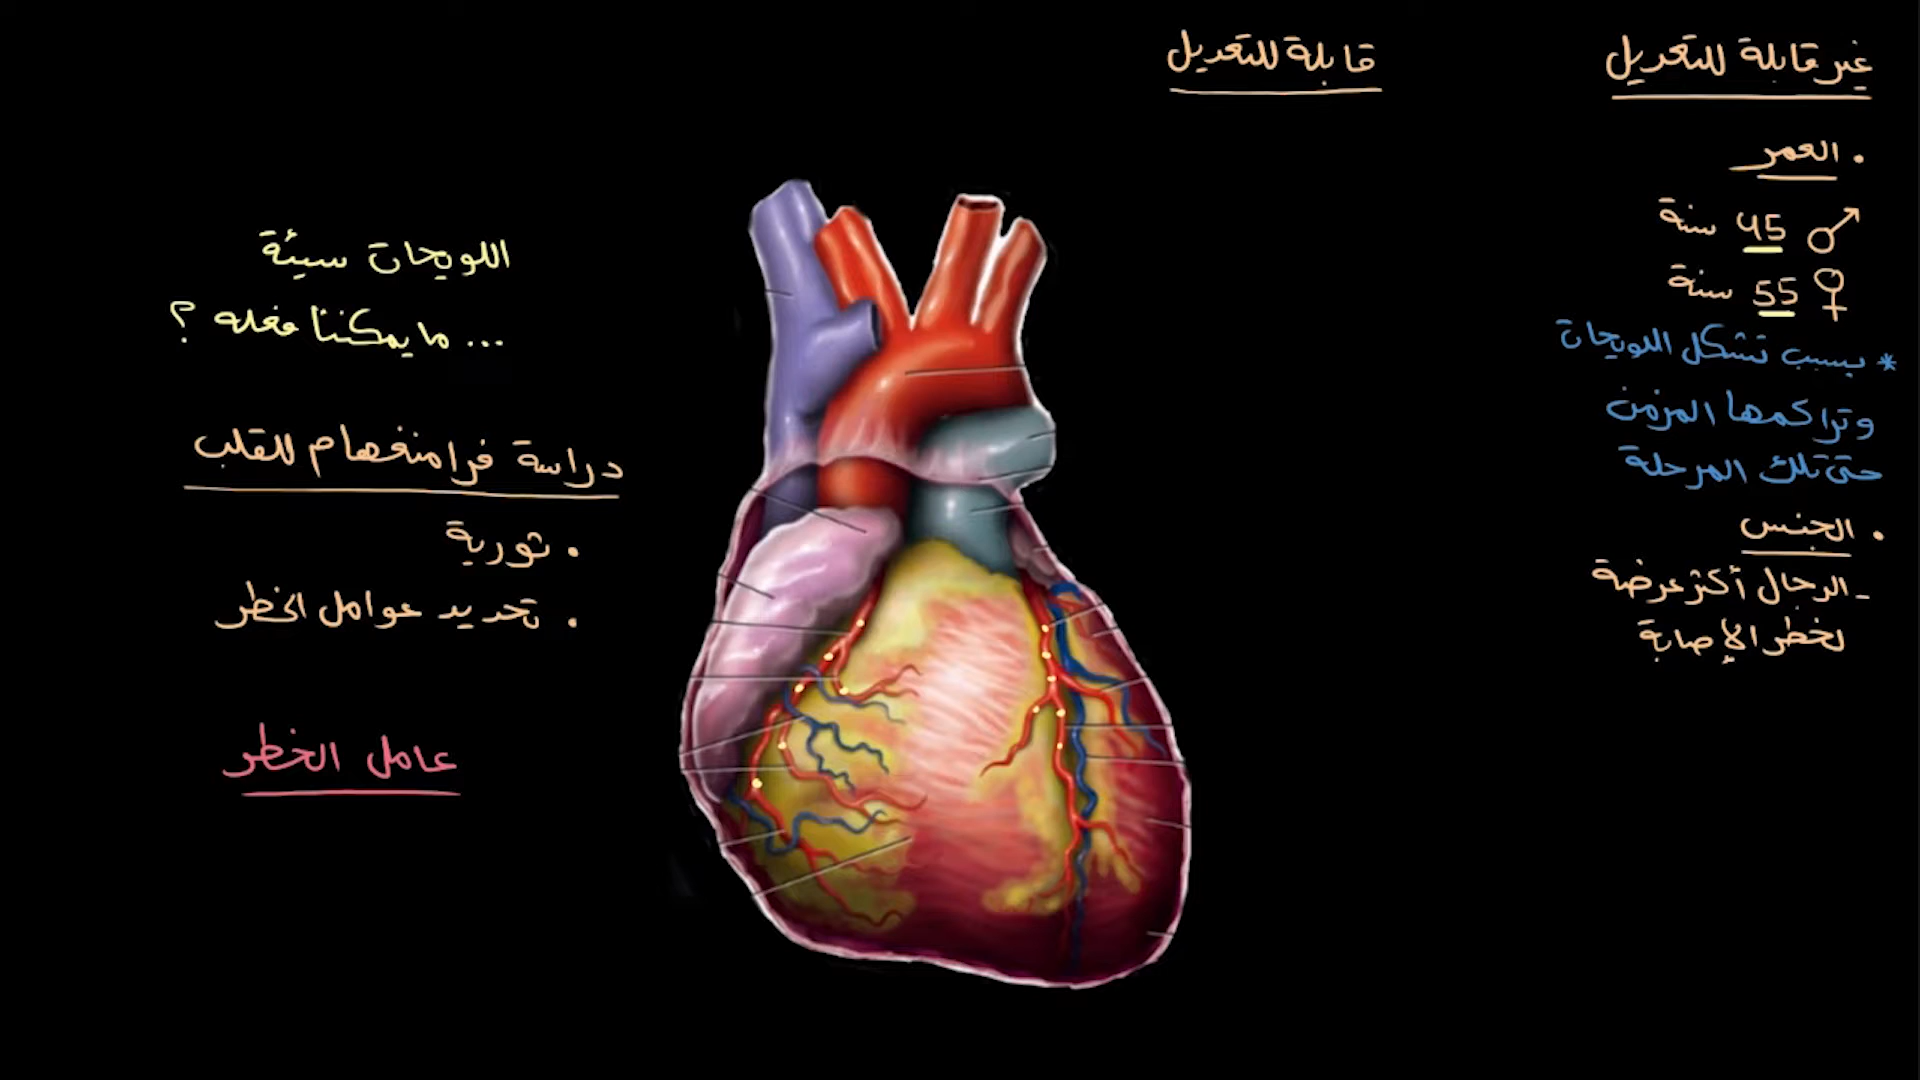 غير قابلة للتعديل
قابلة للتعديل
. العمر
♂ 45 سنة
♀ 55 سنة
* بسبب تشكل اللويحات
وتراكمها المزمن
حتى تلك المرحلة
. الجنس
- الرجال أكثر عرضة
لخطر الإصابة
اللويحات سيئة
... ما يمكننا فعله ؟
دراسة فرامنغهام للقلب
. ثورية
. تحديد عوامل الخطر
عامل الخطر